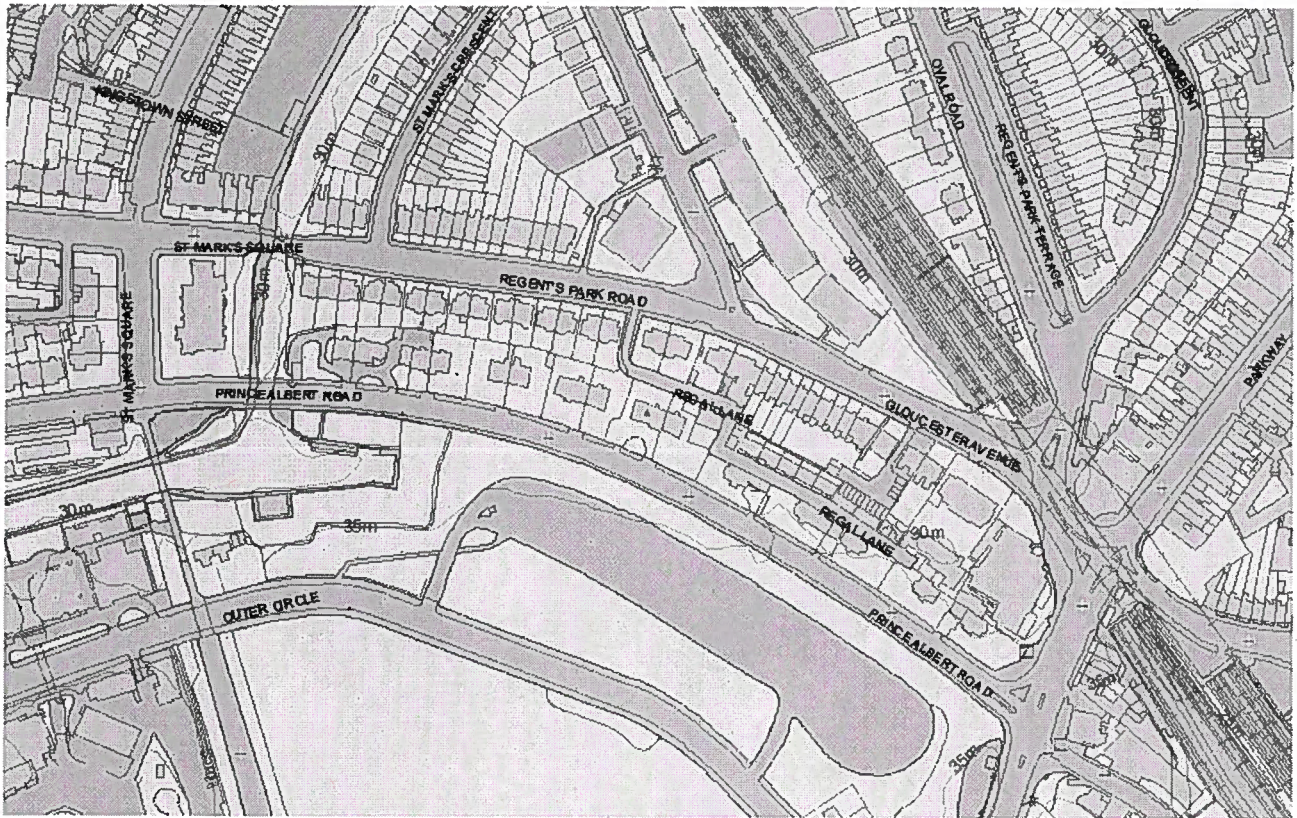 KINGSTOWN STREET
ST MARK'S CRESCENT
30m
OVAL ROAD
REGENT'S PARK TERRACE
30m
ST MARK'S SQUARE
30m
30m
REGENT'S PARK ROAD
ST MARK'S SQUARE
PRINCE ALBERT ROAD
PARKWAY
REGAL LANE
GLOUCESTER AVENUE
30m
35m
REGAL LANE
30m
OUTER CIRCLE
PRINCE ALBERT ROAD
35m
35m